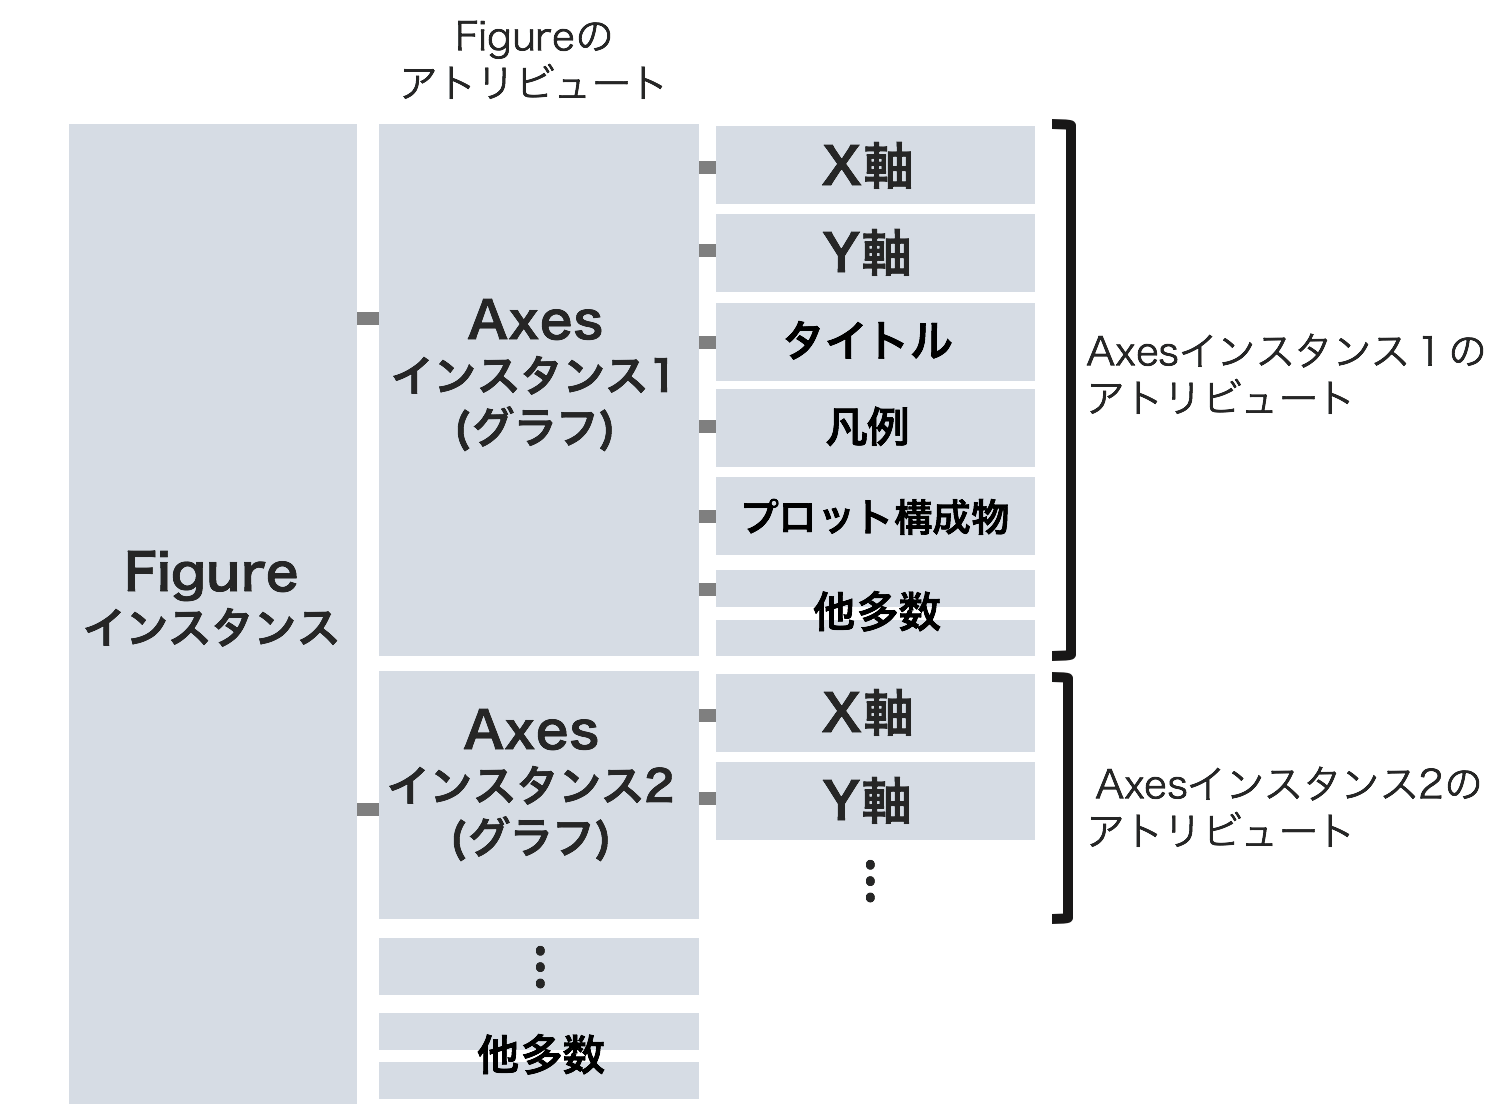 Figureの
アトリビュート
Figure
インスタンス
Axes
インスタンス1
(グラフ)
X軸
Y軸
タイトル
凡例
プロット構成物
他多数
Axesインスタンス1の
アトリビュート
Axes
インスタンス2
(グラフ)
X軸
Y軸
⋮
Axesインスタンス2の
アトリビュート
⋮
他多数